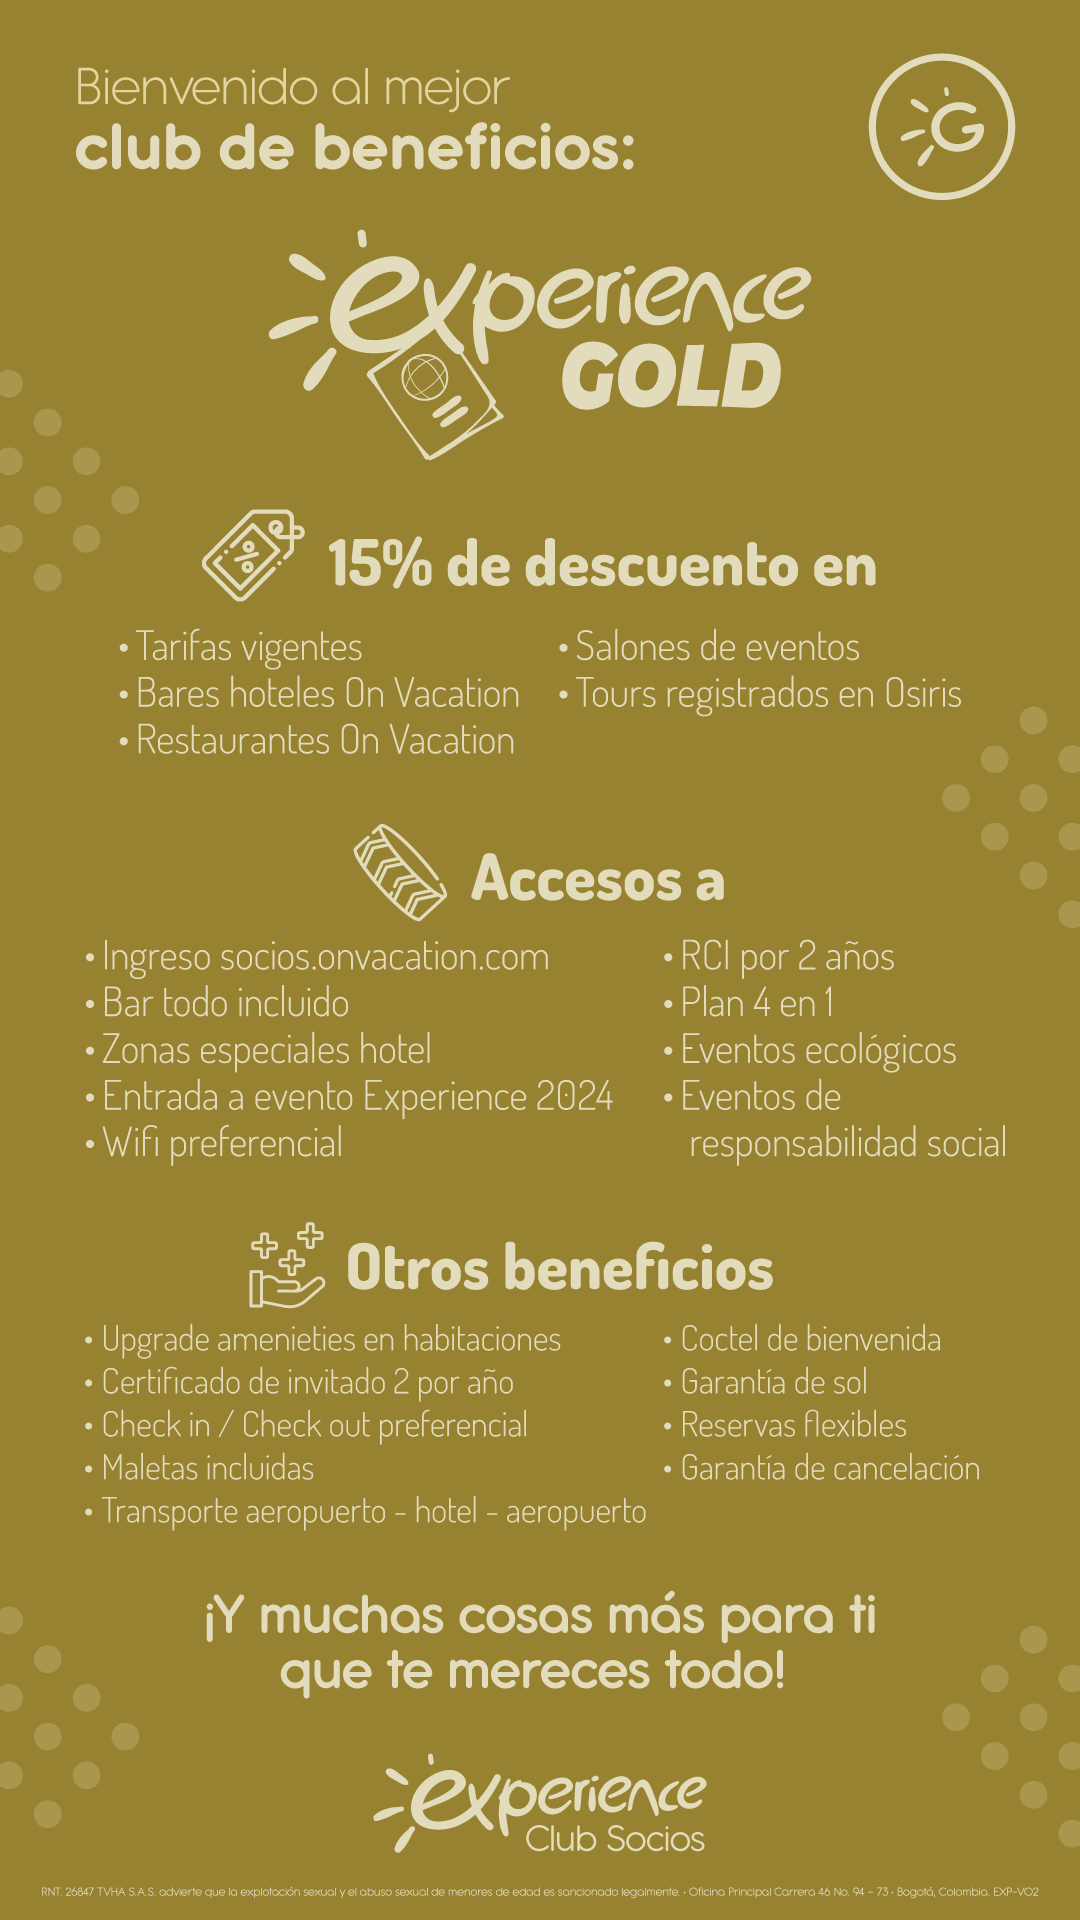 Bienvenido al mejor
club de beneficios:
G
experience
GOLD
15% de descuento en
• Tarifas vigentes
• Bares hoteles On Vacation
• Restaurantes On Vacation
• Salones de eventos
• Tours registrados en Osiris
Accesos a
• Ingreso socios.onvacation.com
• Bar todo incluido
• Zonas especiales hotel
• Entrada a evento Experience 2024
• Wifi preferencial
• RCI por 2 años
• Plan 4 en 1
• Eventos ecológicos
• Eventos de
responsabilidad social
Otros beneficios
• Upgrade amenieties en habitaciones
• Certificado de invitado 2 por año
• Check in / Check out preferencial
• Maletas incluidas
• Transporte aeropuerto - hotel - aeropuerto
• Coctel de bienvenida
• Garantía de sol
• Reservas flexibles
• Garantía de cancelación
¡Y muchas cosas más para ti
que te mereces todo!
experience
Club Socios
RNT. 26847 TVHA S.A.S. advierte que la explotación sexual y el abuso sexual de menores de edad es sancionado legalmente. • Oficina Principal Carrera 46 No. 94 - 73 • Bogotá, Colombia. EXP-VO2